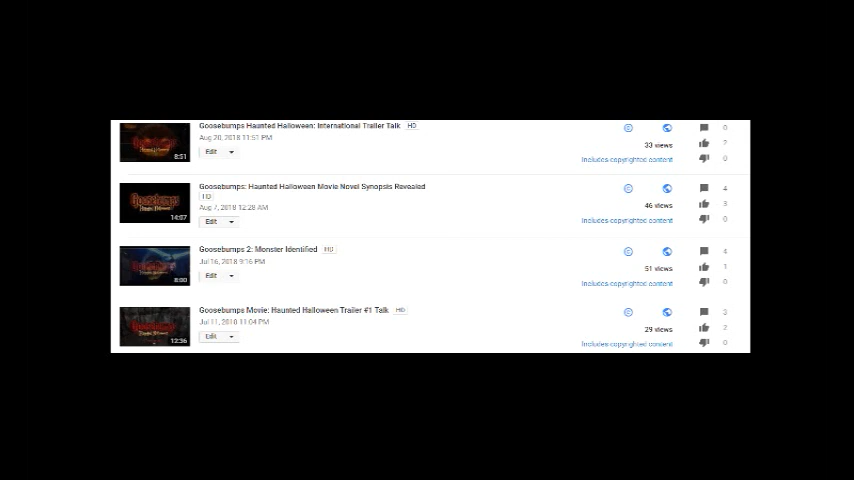 Goosebumps Haunted Halloween: International Trailer Talk HD
Aug 20, 2018 11:51 PM
Edit
8:51
33 views
Includes copyrighted content
0
2
0
Goosebumps: Haunted Halloween Movie Novel Synopsis Revealed
HD
Aug 7, 2018 12:28 AM
Edit
Goosebumps
14:07
46 views
Includes copyrighted content
4
3
0
Goosebumps 2: Monster Identified HD
Jul 16, 2018 9:16 PM
Edit
8:00
51 views
Includes copyrighted content
4
1
0
Goosebumps Movie: Haunted Halloween Trailer #1 Talk HD
Jul 11, 2018 11:04 PM
Edit
12:36
29 views
Includes copyrighted content
3
2
0